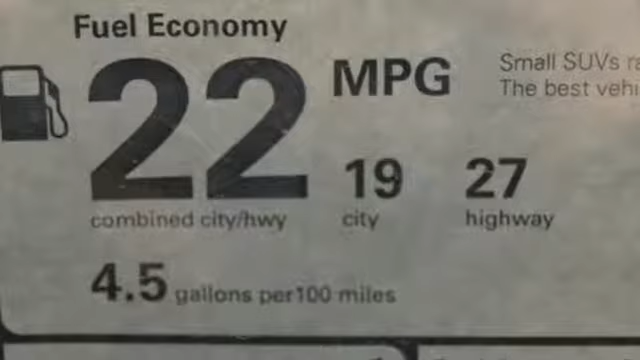 Fuel Economy
22 MPG
Small SUVs
The best
19 27
combined city/hwy city highway
4.5 gallons per100 miles